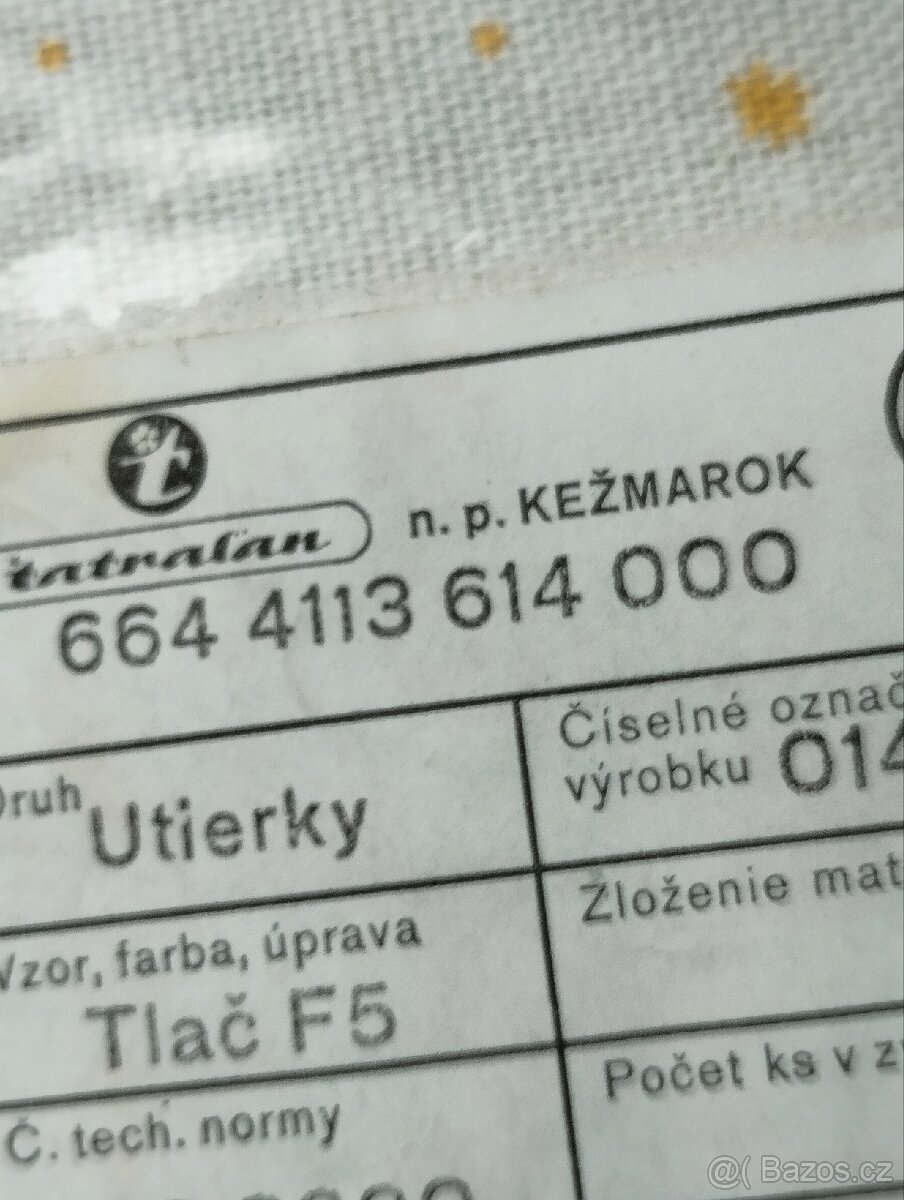 t
tatraľan n. p. KEŽMAROK
664 4113 614 000
Druh Utierky
Číselné označ
výrobku 014
Vzor, farba, úprava
Tlač F5
Zloženie mat
Č. tech. normy
Počet ks v z
@( Bazos.cz